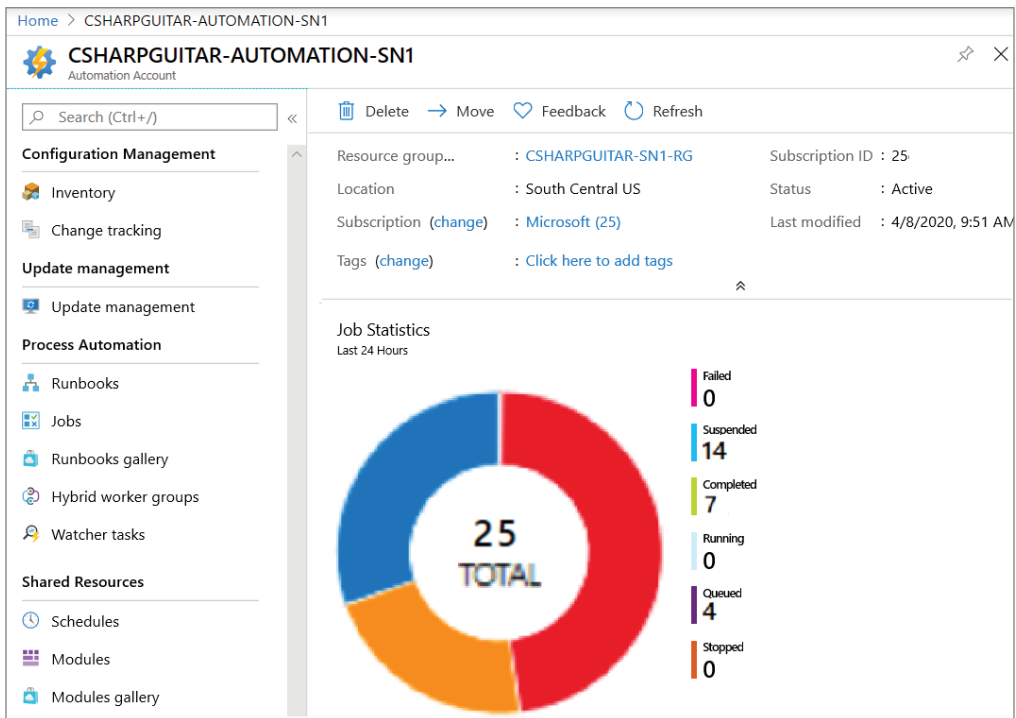 Home > CSHARPGUITAR-AUTOMATION-SN1
CSHARPGUITAR-AUTOMATION-SN1
Automation Account
Search (Ctrl+/)
«
Configuration Management
Inventory
Change tracking
Update management
Update management
Process Automation
Runbooks
Jobs
Runbooks gallery
Hybrid worker groups
Watcher tasks
Shared Resources
Schedules
Modules
Modules gallery
Delete Move Feedback Refresh
Resource group... : CSHARPGUITAR-SN1-RG Subscription ID : 25
Location : South Central US Status : Active
Subscription (change) : Microsoft (25) Last modified : 4/8/2020, 9:51 AM
Tags (change) : Click here to add tags
Job Statistics
Last 24 Hours
25
TOTAL
Failed
0
Suspended
14
Completed
7
Running
0
Queued
4
Stopped
0